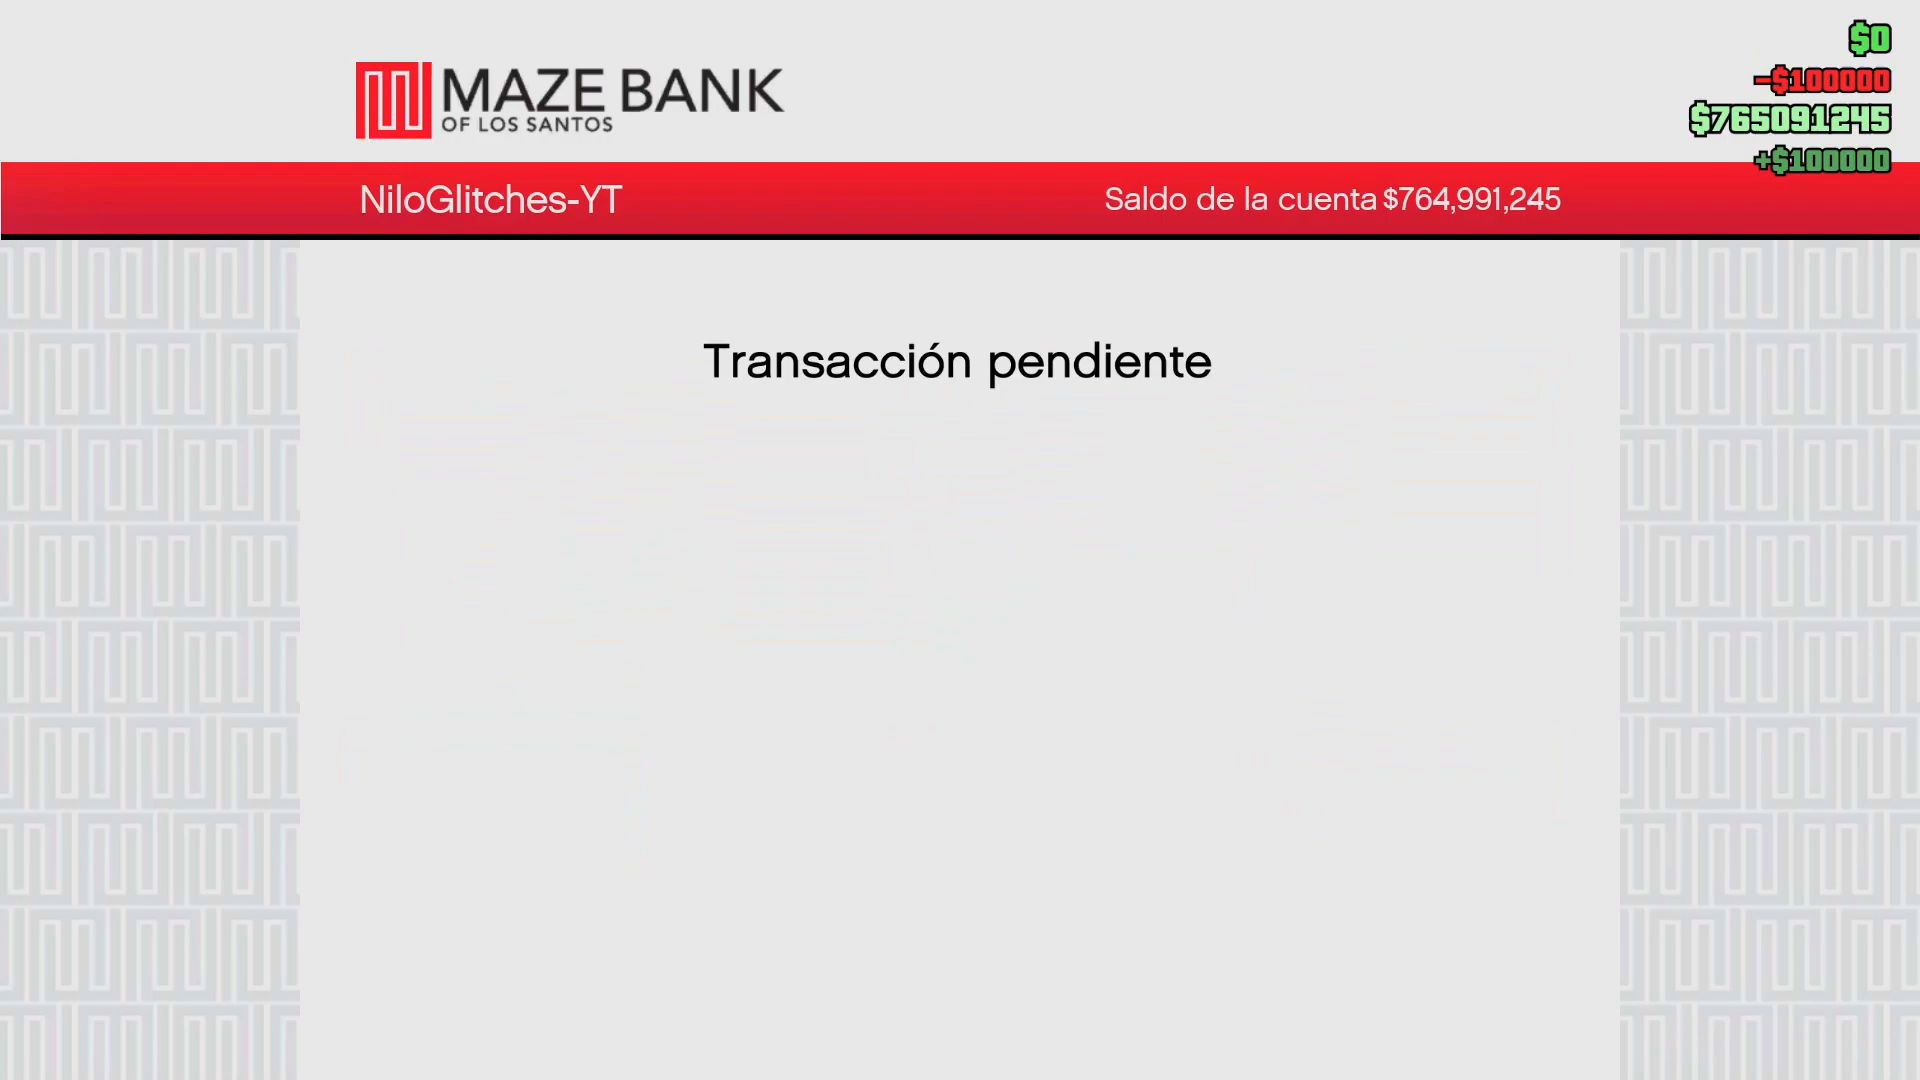 $0
-$100000
$765091245
+$100000
MAZE BANK
OF LOS SANTOS
NiloGlitches-YT
Saldo de la cuenta $764,991,245
Transacción pendiente